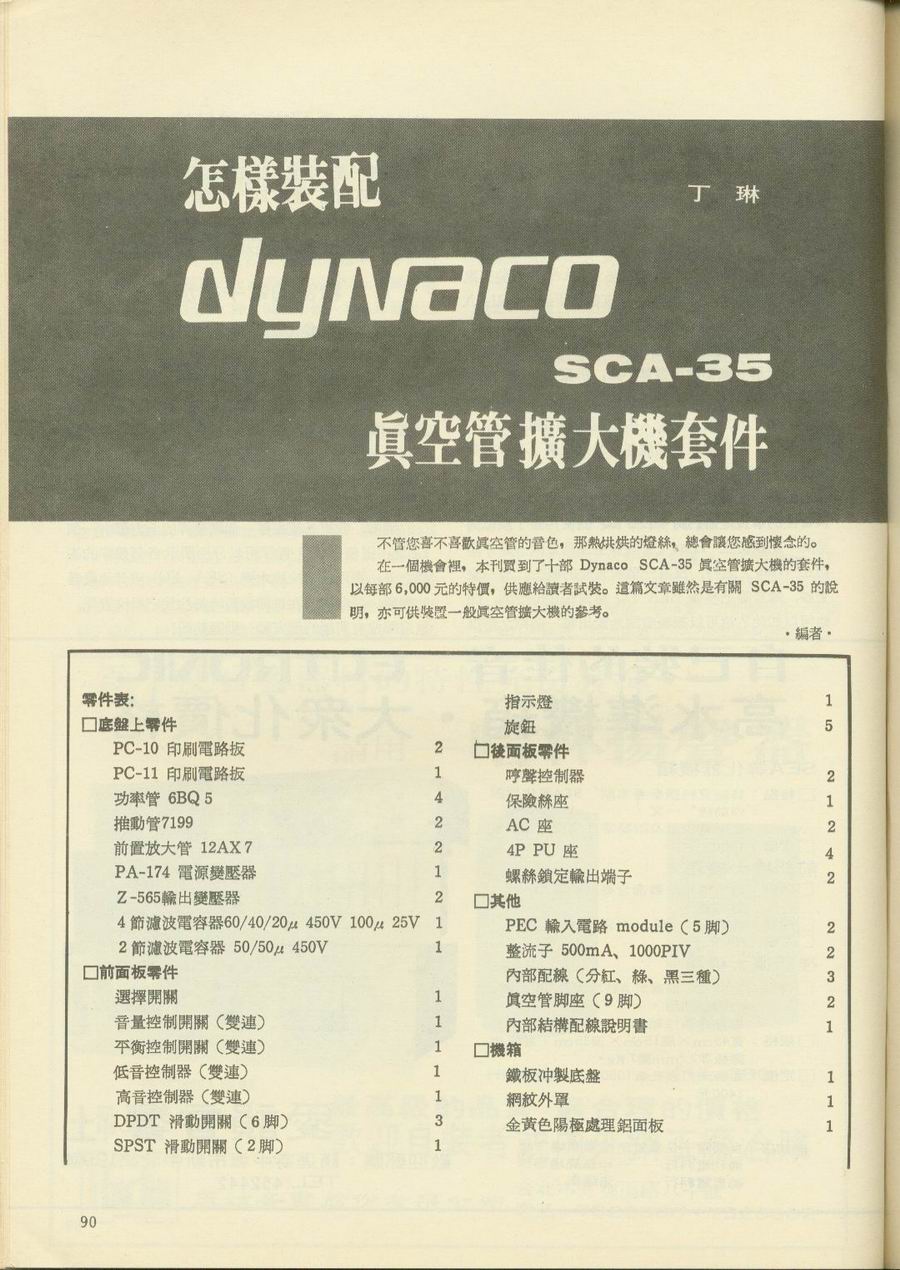 怎樣裝配
丁 琳
dynaco
SCA-35
眞空管擴大機套件
不管您喜不喜歡眞空管的音色，那熱烘烘的燈絲，總會讓您感到懷念的。
在一個機會裡，本刊買到了十部 Dynaco SCA-35 眞空管擴大機的套件，
以每部6,000元的特價，供應給讀者試裝。這篇文章雖然是有關 SCA-35 的說
明，亦可供裝置一般眞空管擴大機的參考。
·編者·
零件表：
□底盤上零件
PC-10 印刷電路板 2
PC-11 印刷電路板 1
功率管 6BQ5 4
推動管7199 2
前置放大管 12AX7 2
PA-174 電源變壓器 1
Z-565輸出變壓器 2
4節濾波電容器60/40/20μ 450V 100μ 25V 1
2節濾波電容器 50/50μ 450V 1
□前面板零件
選擇開關 1
音量控制開關（雙連） 1
平衡控制開關（雙連） 1
低音控制器（雙連） 1
高音控制器（雙連） 1
DPDT 滑動開關（6脚） 3
SPST 滑動開關（2脚） 1
指示燈 1
旋鈕 5
□後面板零件
哼聲控制器 2
保險絲座 1
AC 座 2
4P PU 座 4
螺絲鎖定輸出端子 2
□其他
PEC 輸入電路 module（5脚） 2
整流子 500mA、1000PIV 2
內部配線（分紅、綠、黑三種） 3
眞空管脚座（9脚） 2
內部結構配線說明書 1
□機箱
鐵板冲製底盤 1
網紋外罩 1
金黃色陽極處理鋁面板 1
90